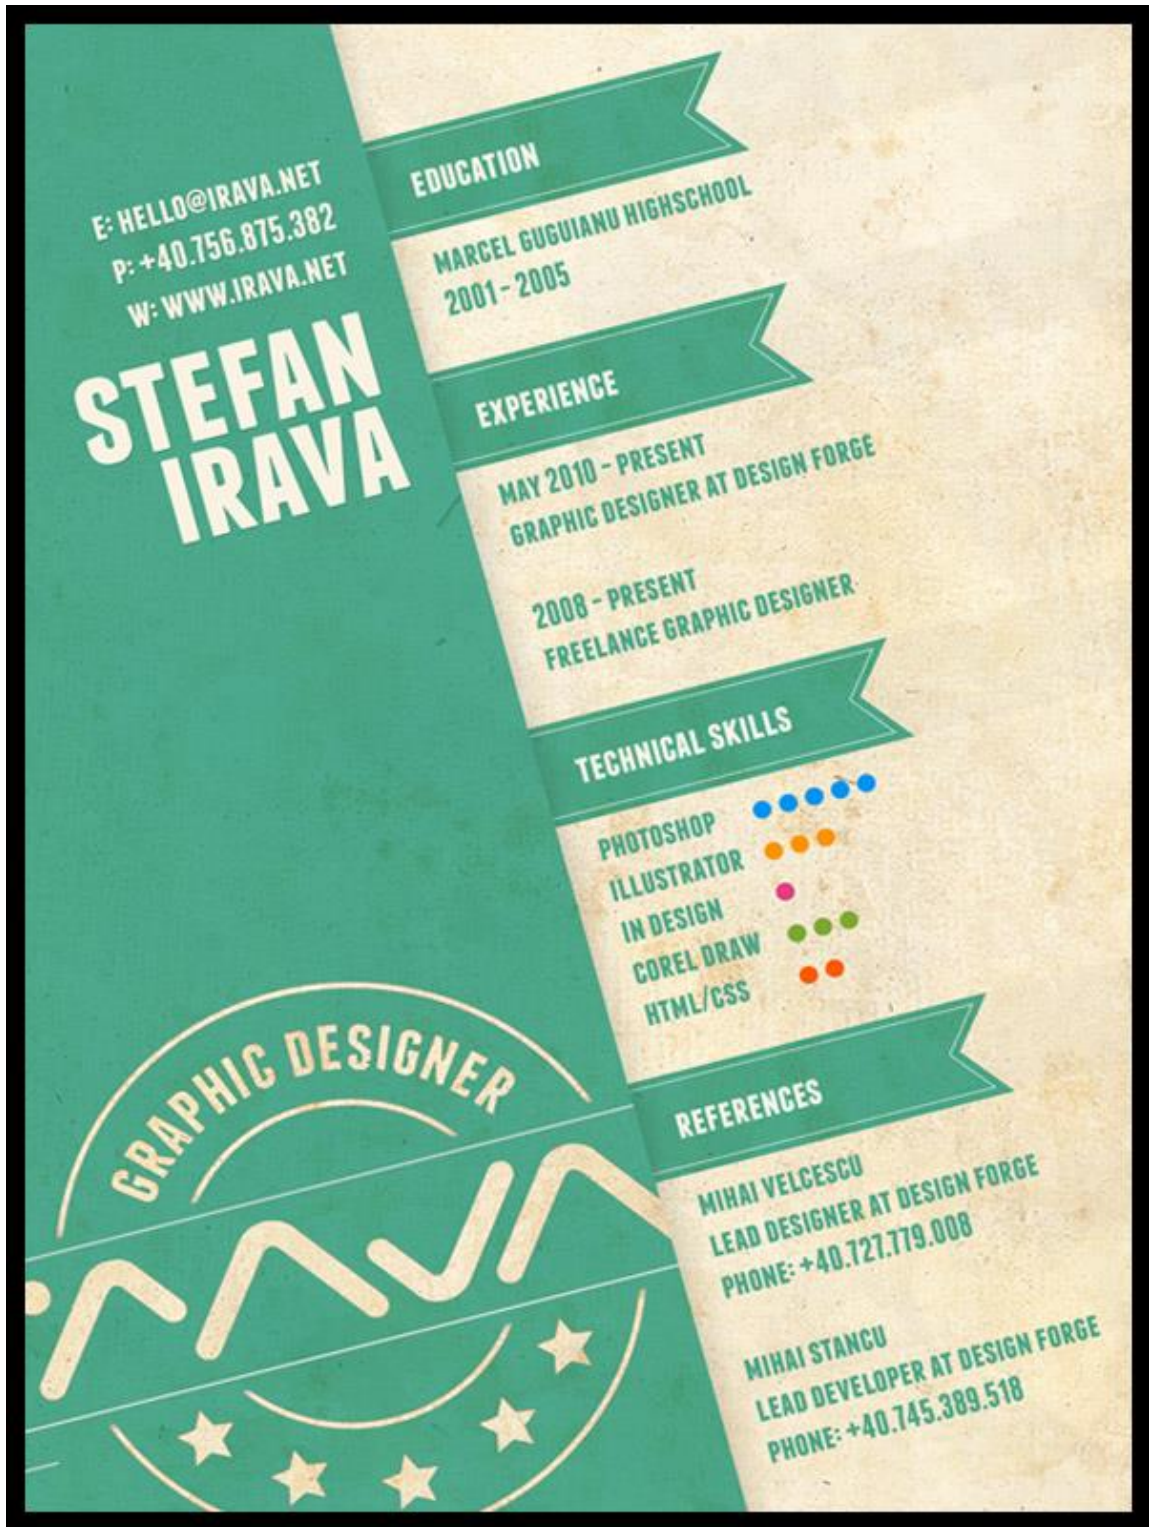 E: HELLO@IRAVA.NET
P: +40.756.875.382
W: WWW.IRAVA.NET
STEFAN
IRAVA
EDUCATION
MARCEL GUGUIANU HIGHSCHOOL
2001 - 2005
EXPERIENCE
MAY 2010 - PRESENT
GRAPHIC DESIGNER AT DESIGN FORGE
2008 - PRESENT
FREELANCE GRAPHIC DESIGNER
TECHNICAL SKILLS
PHOTOSHOP
ILLUSTRATOR
IN DESIGN
COREL DRAW
HTML/CSS
REFERENCES
MIHAI VELCESCU
LEAD DESIGNER AT DESIGN FORGE
PHONE: +40.727.779.008
MIHAI STANCU
LEAD DEVELOPER AT DESIGN FORGE
PHONE: +40.745.389.518
GRAPHIC DESIGNER